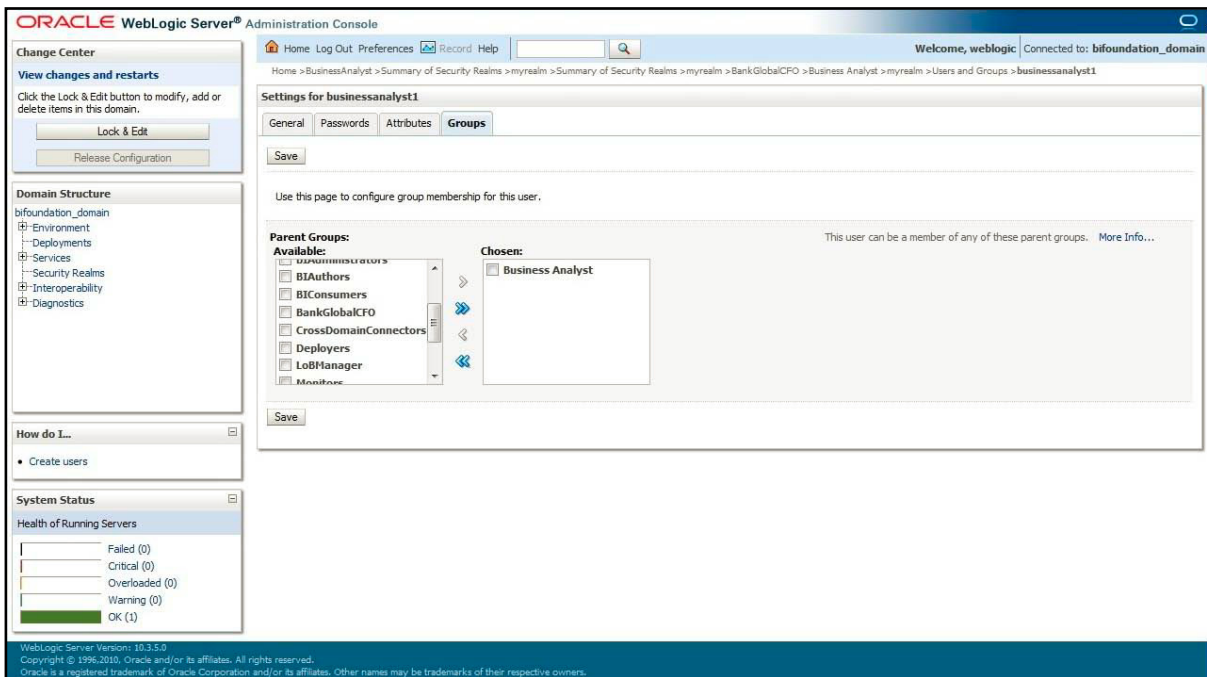 ORACLE WebLogic Server® Administration Console
Change Center
View changes and restarts
Click the Lock & Edit button to modify, add or
delete items in this domain.
Lock & Edit
Release Configuration
Domain Structure
bifoundation_domain
Environment
Deployments
Services
Security Realms
Interoperability
Diagnostics
How do I...
Create users
System Status
Health of Running Servers
Failed (0)
Critical (0)
Overloaded (0)
Warning (0)
OK (1)
Home Log Out Preferences Record Help
Welcome, weblogic Connected to: bifoundation_domain
Home >BusinessAnalyst >Summary of Security Realms >myrealm >Summary of Security Realms >myrealm >BankGlobalCFO >Business Analyst >myrealm >Users and Groups >businessanalyst1
Settings for businessanalyst1
General Passwords Attributes Groups
Save
Use this page to configure group membership for this user.
Parent Groups:
This user can be a member of any of these parent groups. More Info...
Available:
BIAdministrators
BIAuthors
BIConsumers
BankGlobalCFO
CrossDomainConnectors
Deployers
LoBManager
Monitors
Chosen:
Business Analyst
Save
WebLogic Server Version: 10.3.5.0
Copyright © 1996,2010, Oracle and/or its affiliates. All rights reserved.
Oracle is a registered trademark of Oracle Corporation and/or its affiliates. Other names may be trademarks of their respective owners.